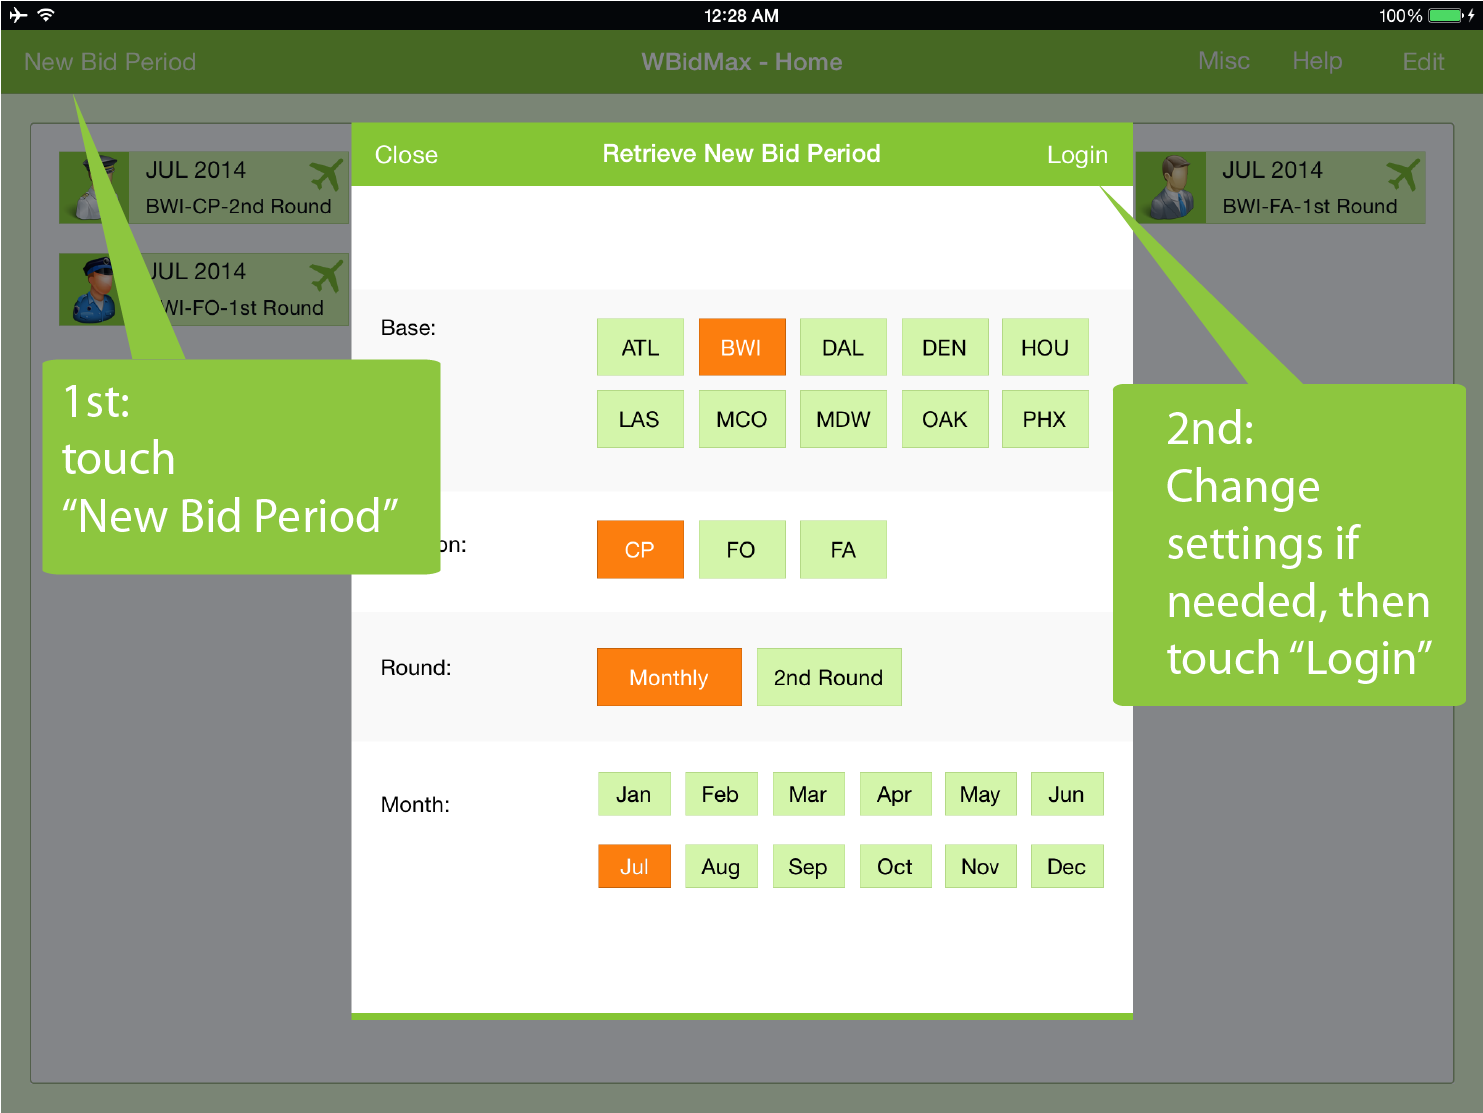 12:28 AM
100%
New Bid Period
WBidMax - Home
Misc
Help
Edit
Close
Retrieve New Bid Period
Login
JUL 2014
BWI-CP-2nd Round
JUL 2014
BWI-FA-1st Round
JUL 2014
WI-FO-1st Round
Base:
ATL
BWI
DAL
DEN
HOU
LAS
MCO
MDW
OAK
PHX
1st:
touch
“New Bid Period”
2nd:
Change
settings if
needed, then
touch “Login”
on:
CP
FO
FA
Round:
Monthly
2nd Round
Month:
Jan
Feb
Mar
Apr
May
Jun
Jul
Aug
Sep
Oct
Nov
Dec